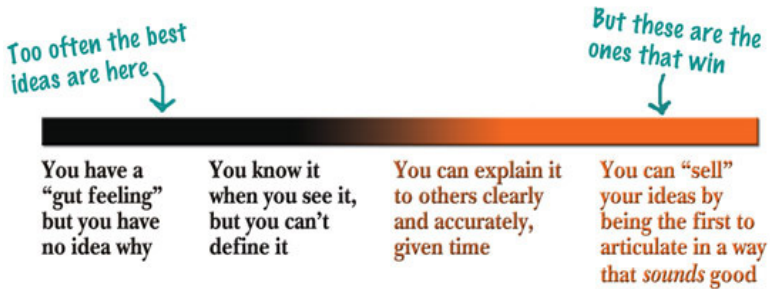 Too often the best
ideas are here
But these are the
ones that win
You have a
“gut feeling”
but you have
no idea why
You know it
when you see it,
but you can’t
define it
You can explain it
to others clearly
and accurately,
given time
You can “sell”
your ideas by
being the first to
articulate in a way
that sounds good